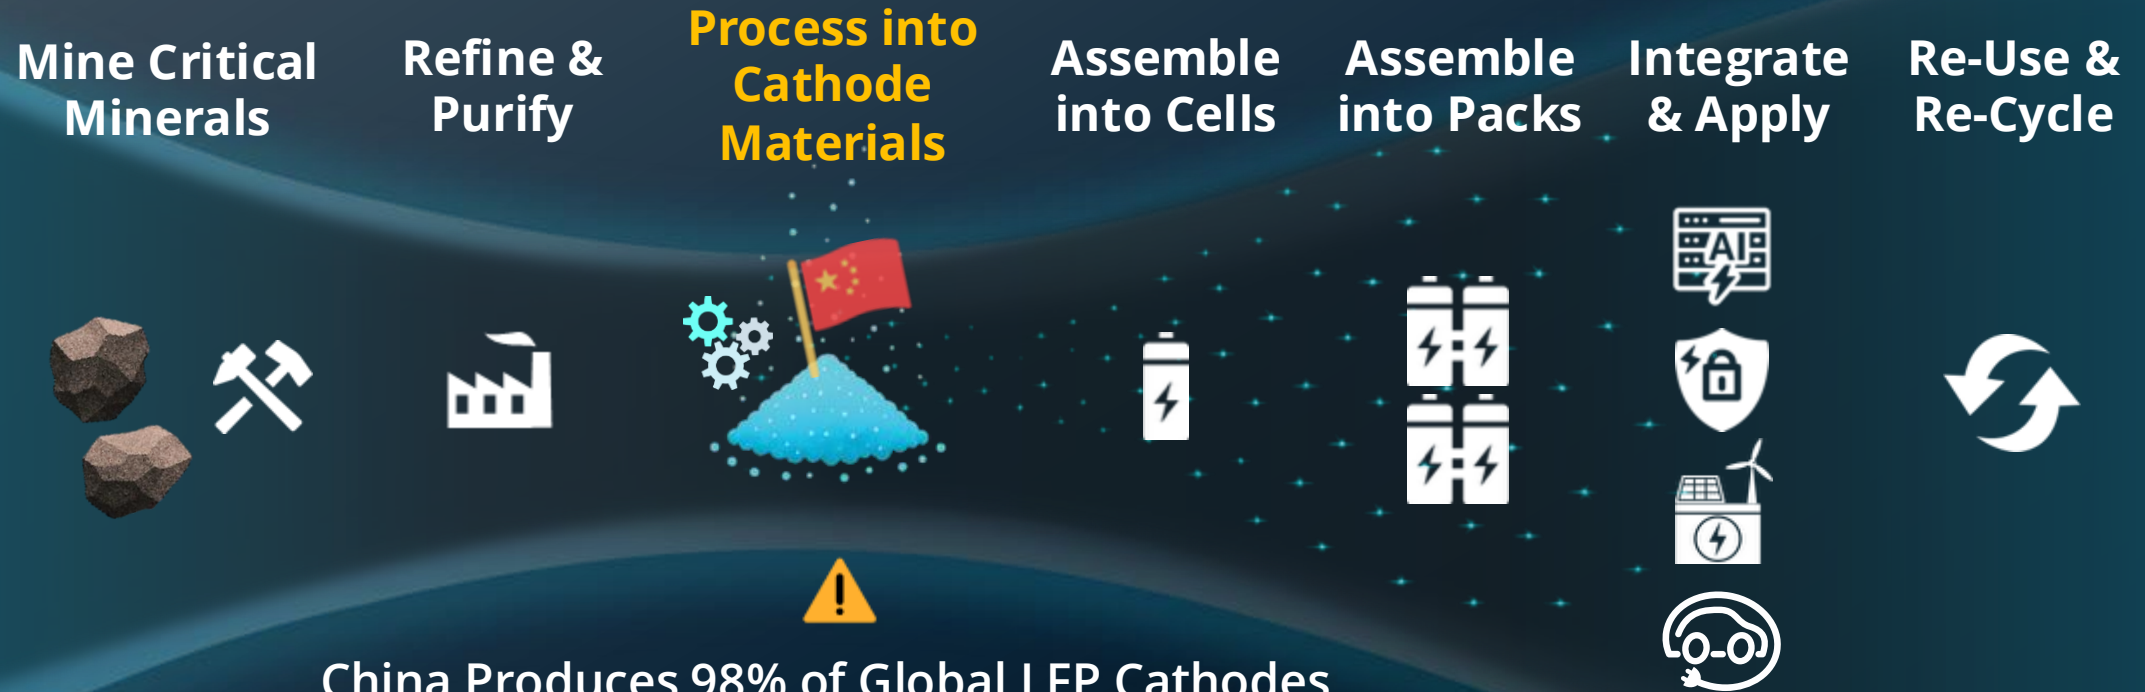 Mine Critical
Minerals
Refine &
Purify
Process into
Cathode
Materials
Assemble
into Cells
Assemble
into Packs
Integrate
& Apply
Re-Use &
Re-Cycle
AI
China Produces 98% of Global LFP Cathodes